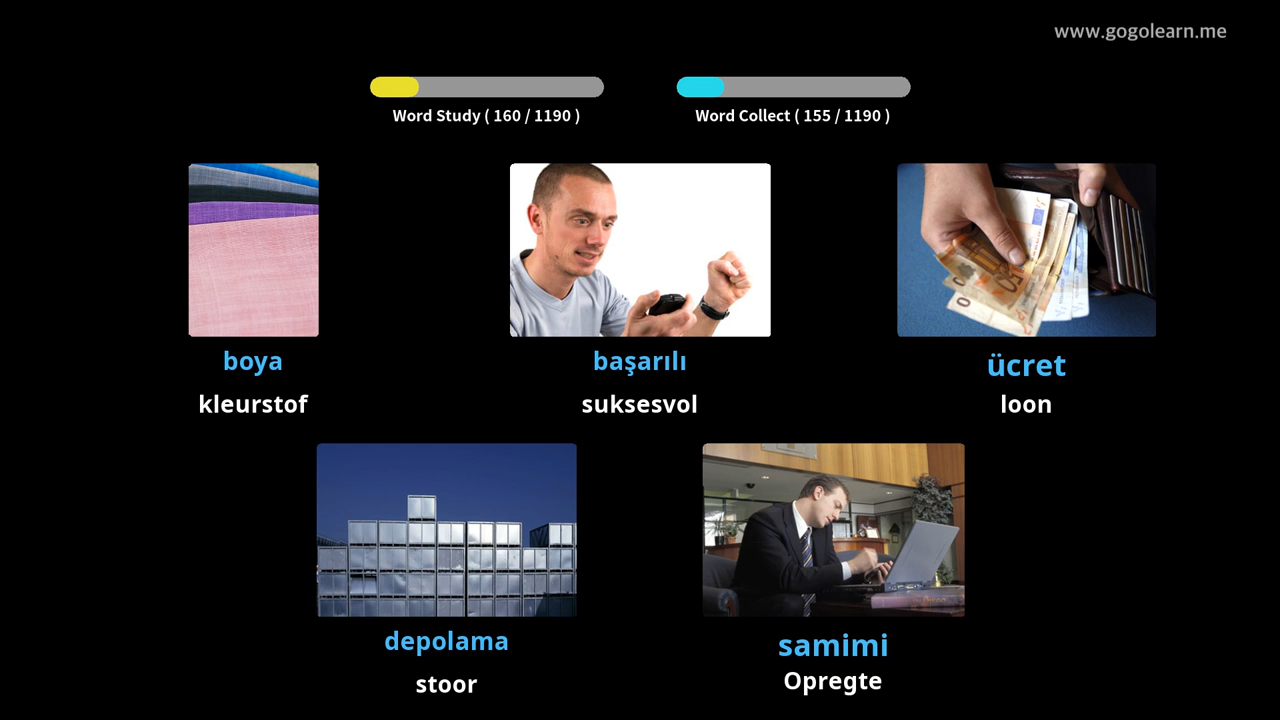 www.gogolearn.me
Word Study ( 160 / 1190 )
Word Collect ( 155 / 1190 )
boya
başarılı
ücret
kleurstof
suksesvol
loon
depolama
samimi
stoor
Opregte